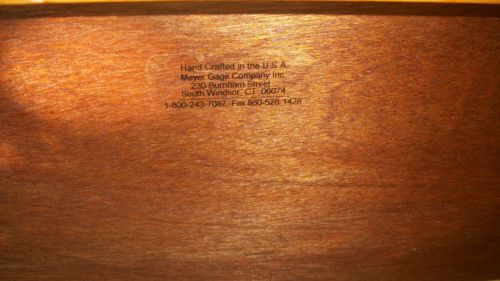 Hand Crafted in the U.S.A.
Meyer Gage Company Inc.
230 Burnham Street
South Windsor, CT. 06074
1-800-243-7087, Fax 860-528-1428